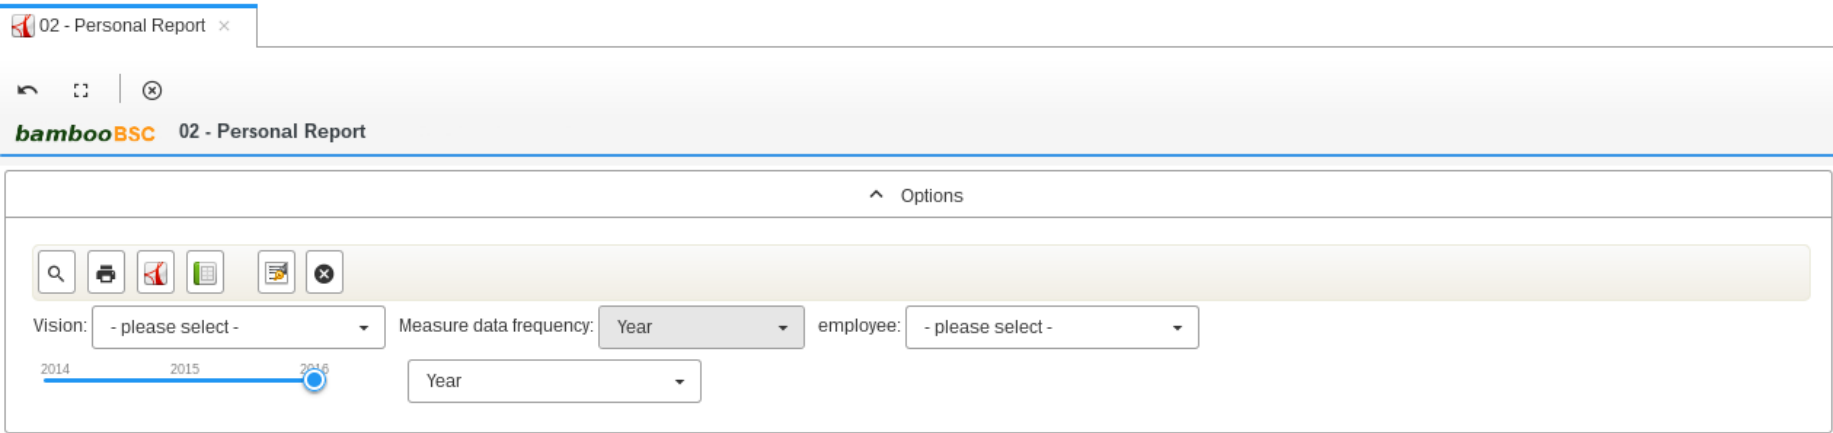 02 - Personal Report
bambooBSC 02 - Personal Report
Options
Vision: - please select - Measure data frequency: Year employee: - please select -
2014 2015 2016
Year